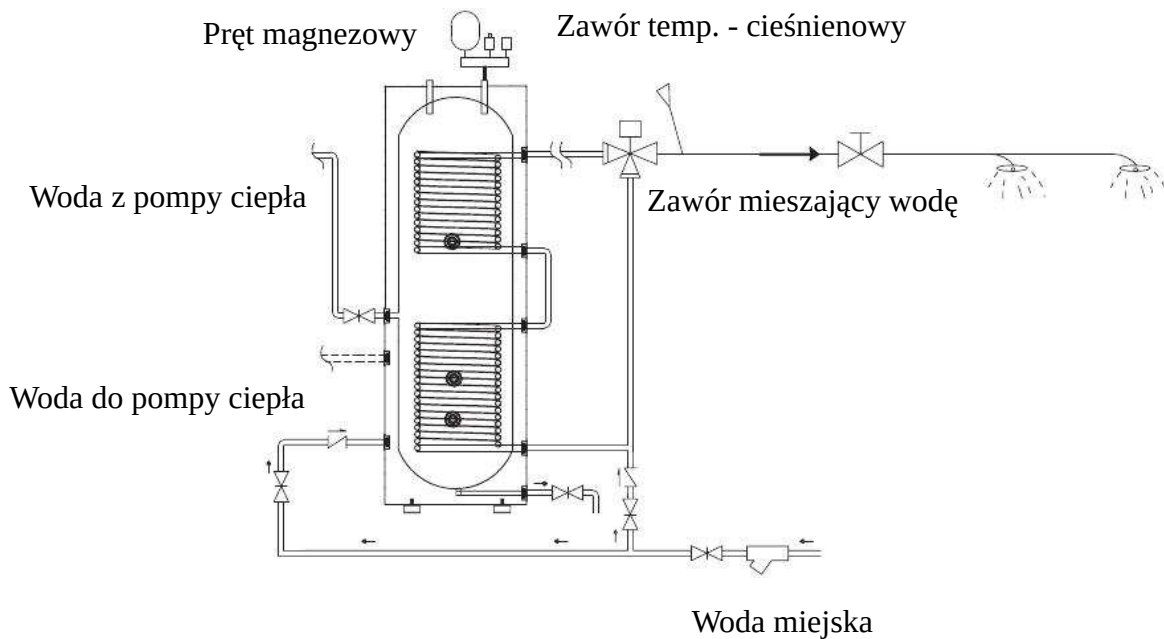 Pręt magnezowy
Zawór temp. - cieśnienowy
Woda z pompy ciepła
Zawór mieszający wodę
Woda do pompy ciepła
Woda miejska